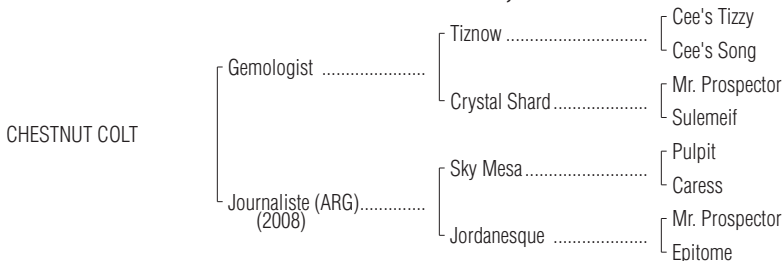 Cee's Tizzy
Tiznow ................................
Cee's Song
Gemologist .......................
Mr. Prospector
Crystal Shard .....................
Sulemeif
CHESTNUT COLT
Pulpit
Sky Mesa ...........................
Caress
Journaliste (ARG) ..............
(2008)
Mr. Prospector
Jordanesque .....................
Epitome